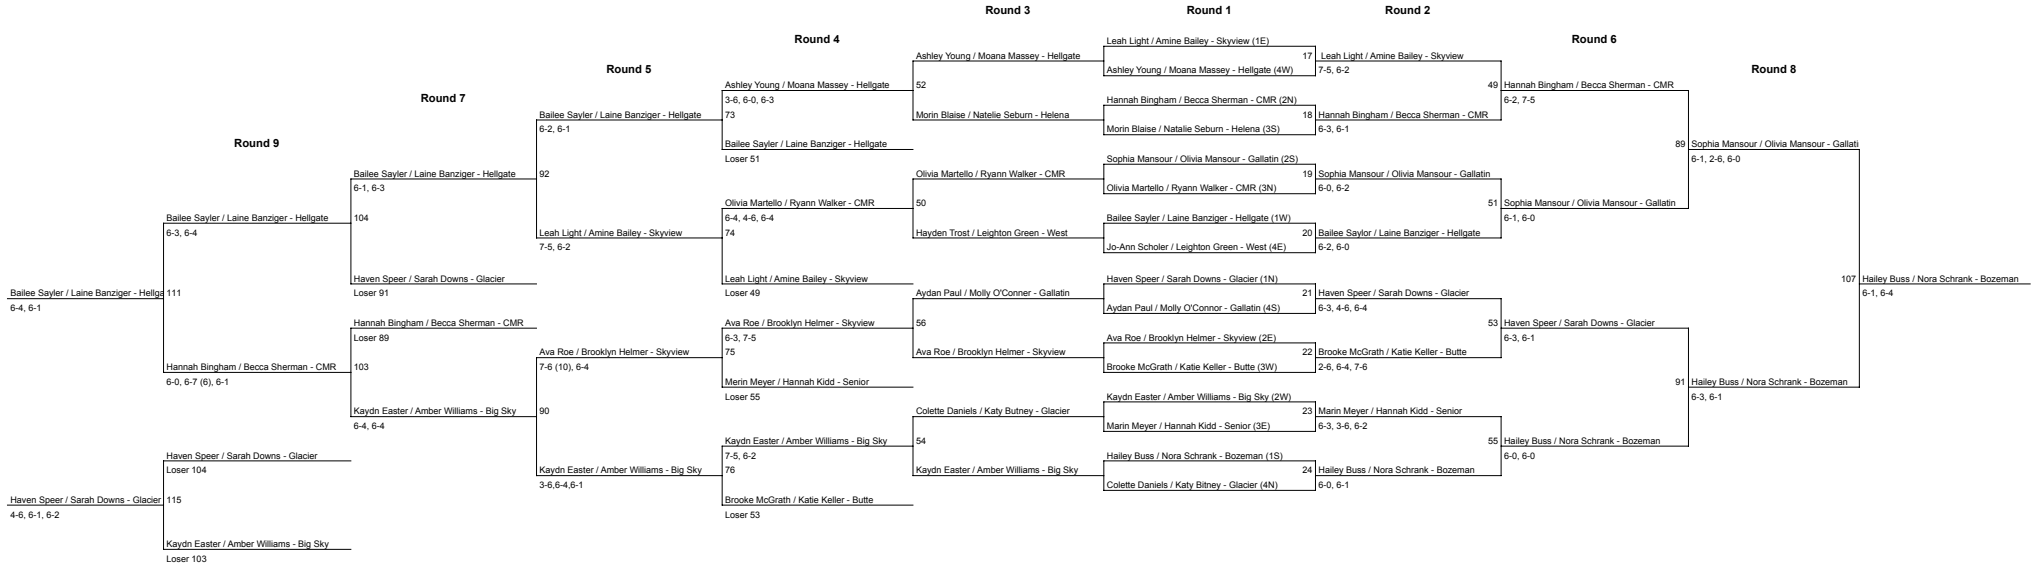 Round 3
Round 1
Round 2
Round 4
Round 6
Round 5
Round 8
Round 7
Round 9
Leah Light / Amine Bailey - Skyview (1E)
17
Ashley Young / Moana Massey - Hellgate (4W)
Hannah Bingham / Becca Sherman - CMR (2N)
18
Morin Blaise / Natalie Seburn - Helena (3S)
Sophia Mansour / Olivia Mansour - Gallatin (2S)
19
Olivia Martello / Ryann Walker - CMR (3N)
Bailee Sayler / Laine Banziger - Hellgate (1W)
20
Jo-Ann Scholer / Leighton Green - West (4E)
Haven Speer / Sarah Downs - Glacier (1N)
21
Aydan Paul / Molly O'Connor - Gallatin (4S)
Ava Roe / Brooklyn Helmer - Skyview (2E)
22
Brooke McGrath / Katie Keller - Butte (3W)
Kaydn Easter / Amber Williams - Big Sky (2W)
23
Marin Meyer / Hannah Kidd - Senior (3E)
Hailey Buss / Nora Schrank - Bozeman (1S)
24
Colette Daniels / Katy Bitney - Glacier (4N)
Leah Light / Amine Bailey - Skyview
7-5, 6-2
49
Hannah Bingham / Becca Sherman - CMR
6-3, 6-1
Sophia Mansour / Olivia Mansour - Gallatin
6-0, 6-2
51
Bailee Saylor / Laine Banziger - Hellgate
6-2, 6-0
Haven Speer / Sarah Downs - Glacier
6-3, 4-6, 6-4
53
Brooke McGrath / Katie Keller - Butte
2-6, 6-4, 7-6
Marin Meyer / Hannah Kidd - Senior
6-3, 3-6, 6-2
55
Hailey Buss / Nora Schrank - Bozeman
6-0, 6-1
Hannah Bingham / Becca Sherman - CMR
6-2, 7-5
89
Sophia Mansour / Olivia Mansour - Gallatin
6-1, 6-0
Haven Speer / Sarah Downs - Glacier
6-3, 6-1
91
Hailey Buss / Nora Schrank - Bozeman
6-0, 6-0
Sophia Mansour / Olivia Mansour - Gallati
6-1, 2-6, 6-0
107
Hailey Buss / Nora Schrank - Bozeman
6-3, 6-1
Hailey Buss / Nora Schrank - Bozeman
6-1, 6-4
Ashley Young / Moana Massey - Hellgate
52
Morin Blaise / Natelie Seburn - Helena
Olivia Martello / Ryann Walker - CMR
50
Hayden Trost / Leighton Green - West
Aydan Paul / Molly O'Conner - Gallatin
56
Ava Roe / Brooklyn Helmer - Skyview
Colette Daniels / Katy Butney - Glacier
54
Kaydn Easter / Amber Williams - Big Sky
Ashley Young / Moana Massey - Hellgate
3-6, 6-0, 6-3
73
Bailee Sayler / Laine Banziger - Hellgate
Loser 51
Olivia Martello / Ryann Walker - CMR
6-4, 4-6, 6-4
74
Leah Light / Amine Bailey - Skyview
Loser 49
Ava Roe / Brooklyn Helmer - Skyview
6-3, 7-5
75
Merin Meyer / Hannah Kidd - Senior
Loser 55
Kaydn Easter / Amber Williams - Big Sky
7-5, 6-2
76
Brooke McGrath / Katie Keller - Butte
Loser 53
Bailee Sayler / Laine Banziger - Hellgate
6-2, 6-1
92
Leah Light / Amine Bailey - Skyview
7-5, 6-2
Ava Roe / Brooklyn Helmer - Skyview
7-6 (10), 6-4
90
Kaydn Easter / Amber Williams - Big Sky
3-6,6-4,6-1
Bailee Sayler / Laine Banziger - Hellgate
6-1, 6-3
104
Haven Speer / Sarah Downs - Glacier
Loser 91
Hannah Bingham / Becca Sherman - CMR
Loser 89
103
Kaydn Easter / Amber Williams - Big Sky
6-4, 6-4
Bailee Sayler / Laine Banziger - Hellgate
6-3, 6-4
111
Hannah Bingham / Becca Sherman - CMR
6-0, 6-7 (6), 6-1
Haven Speer / Sarah Downs - Glacier
Loser 104
115
Kaydn Easter / Amber Williams - Big Sky
Loser 103
Bailee Sayler / Laine Banziger - Hellga
6-4, 6-1
Haven Speer / Sarah Downs - Glacier
4-6, 6-1, 6-2